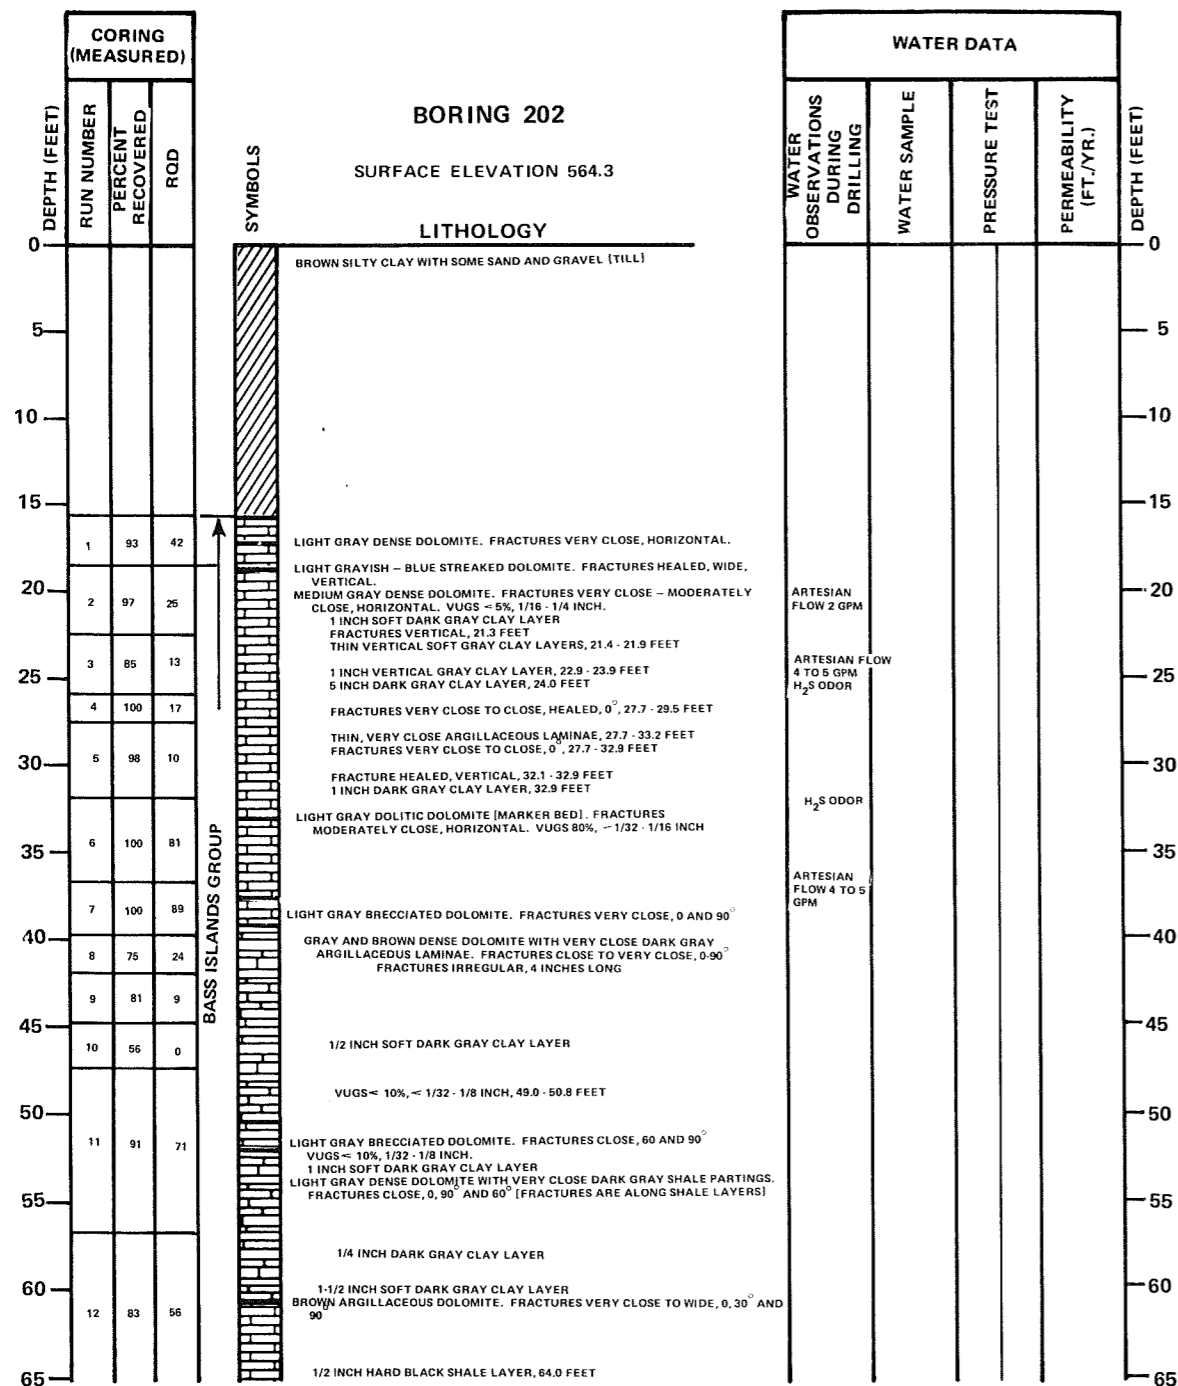 CORING
(MEASURED)
WATER DATA
DEPTH (FEET)
RUN NUMBER
PERCENT
RECOVERED
RQD
SYMBOLS
BORING 202
SURFACE ELEVATION 564.3
LITHOLOGY
WATER
OBSERVATIONS
DURING
DRILLING
WATER SAMPLE
PRESSURE TEST
PERMEABILITY
(FT./YR.)
DEPTH (FEET)
0
0
BROWN SILTY CLAY WITH SOME SAND AND GRAVEL [TILL]
5
5
10
10
15
15
1 93 42
LIGHT GRAY DENSE DOLOMITE. FRACTURES VERY CLOSE, HORIZONTAL.
LIGHT GRAYISH – BLUE STREAKED DOLOMITE. FRACTURES HEALED, WIDE,
VERTICAL.
20
20
MEDIUM GRAY DENSE DOLOMITE. FRACTURES VERY CLOSE – MODERATELY
CLOSE, HORIZONTAL. VUGS < 5%, 1/16 - 1/4 INCH.
ARTESIAN
FLOW 2 GPM
2 97 25
1 INCH SOFT DARK GRAY CLAY LAYER
FRACTURES VERTICAL, 21.3 FEET
THIN VERTICAL SOFT GRAY CLAY LAYERS, 21.4 - 21.9 FEET
3 85 13
1 INCH VERTICAL GRAY CLAY LAYER, 22.9 - 23.9 FEET
5 INCH DARK GRAY CLAY LAYER, 24.0 FEET
ARTESIAN FLOW
4 TO 5 GPM
H2S ODOR
25
25
4 100 17
FRACTURES VERY CLOSE TO CLOSE, HEALED, 0°, 27.7 - 29.5 FEET
THIN, VERY CLOSE ARGILLACEOUS LAMINAE, 27.7 - 33.2 FEET
FRACTURES VERY CLOSE TO CLOSE, 0°, 27.7 - 32.9 FEET
5 98 10
30
30
FRACTURE HEALED, VERTICAL, 32.1 - 32.9 FEET
1 INCH DARK GRAY CLAY LAYER, 32.9 FEET
H2S ODOR
LIGHT GRAY DOLITIC DOLOMITE [MARKER BED]. FRACTURES
MODERATELY CLOSE, HORIZONTAL. VUGS 80%, ~ 1/32 - 1/16 INCH
6 100 81
35
35
BASS ISLANDS GROUP
ARTESIAN
FLOW 4 TO 5
GPM
7 100 89
LIGHT GRAY BRECCIATED DOLOMITE. FRACTURES VERY CLOSE, 0 AND 90°
40
40
GRAY AND BROWN DENSE DOLOMITE WITH VERY CLOSE DARK GRAY
ARGILLACEDUS LAMINAE. FRACTURES CLOSE TO VERY CLOSE, 0-90°
FRACTURES IRREGULAR, 4 INCHES LONG
8 75 24
9 81 9
45
45
10 56 0
1/2 INCH SOFT DARK GRAY CLAY LAYER
VUGS < 10%, < 1/32 - 1/8 INCH, 49.0 - 50.8 FEET
50
50
11 91 71
LIGHT GRAY BRECCIATED DOLOMITE. FRACTURES CLOSE, 60 AND 90°
VUGS < 10%, 1/32 - 1/8 INCH.
1 INCH SOFT DARK GRAY CLAY LAYER
LIGHT GRAY DENSE DOLOMITE WITH VERY CLOSE DARK GRAY SHALE PARTINGS.
FRACTURES CLOSE, 0, 90° AND 60° [FRACTURES ARE ALONG SHALE LAYERS]
55
55
1/4 INCH DARK GRAY CLAY LAYER
60
60
1-1/2 INCH SOFT DARK GRAY CLAY LAYER
BROWN ARGILLACEOUS DOLOMITE. FRACTURES VERY CLOSE TO WIDE, 0, 30° AND
90°
12 83 56
1/2 INCH HARD BLACK SHALE LAYER, 64.0 FEET
65
65